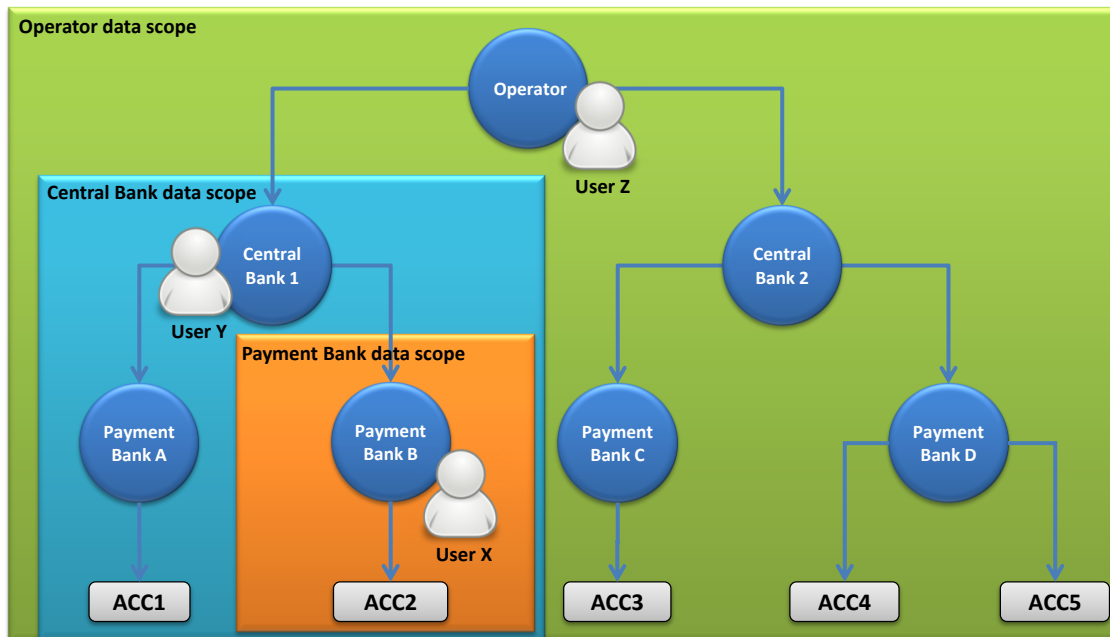 Operator data scope
Operator
User Z
Central Bank data scope
Central
Bank 1
Central
Bank 2
User Y
Payment Bank data scope
Payment
Bank A
Payment
Bank B
Payment
Bank C
Payment
Bank D
User X
ACC1
ACC2
ACC3
ACC4
ACC5